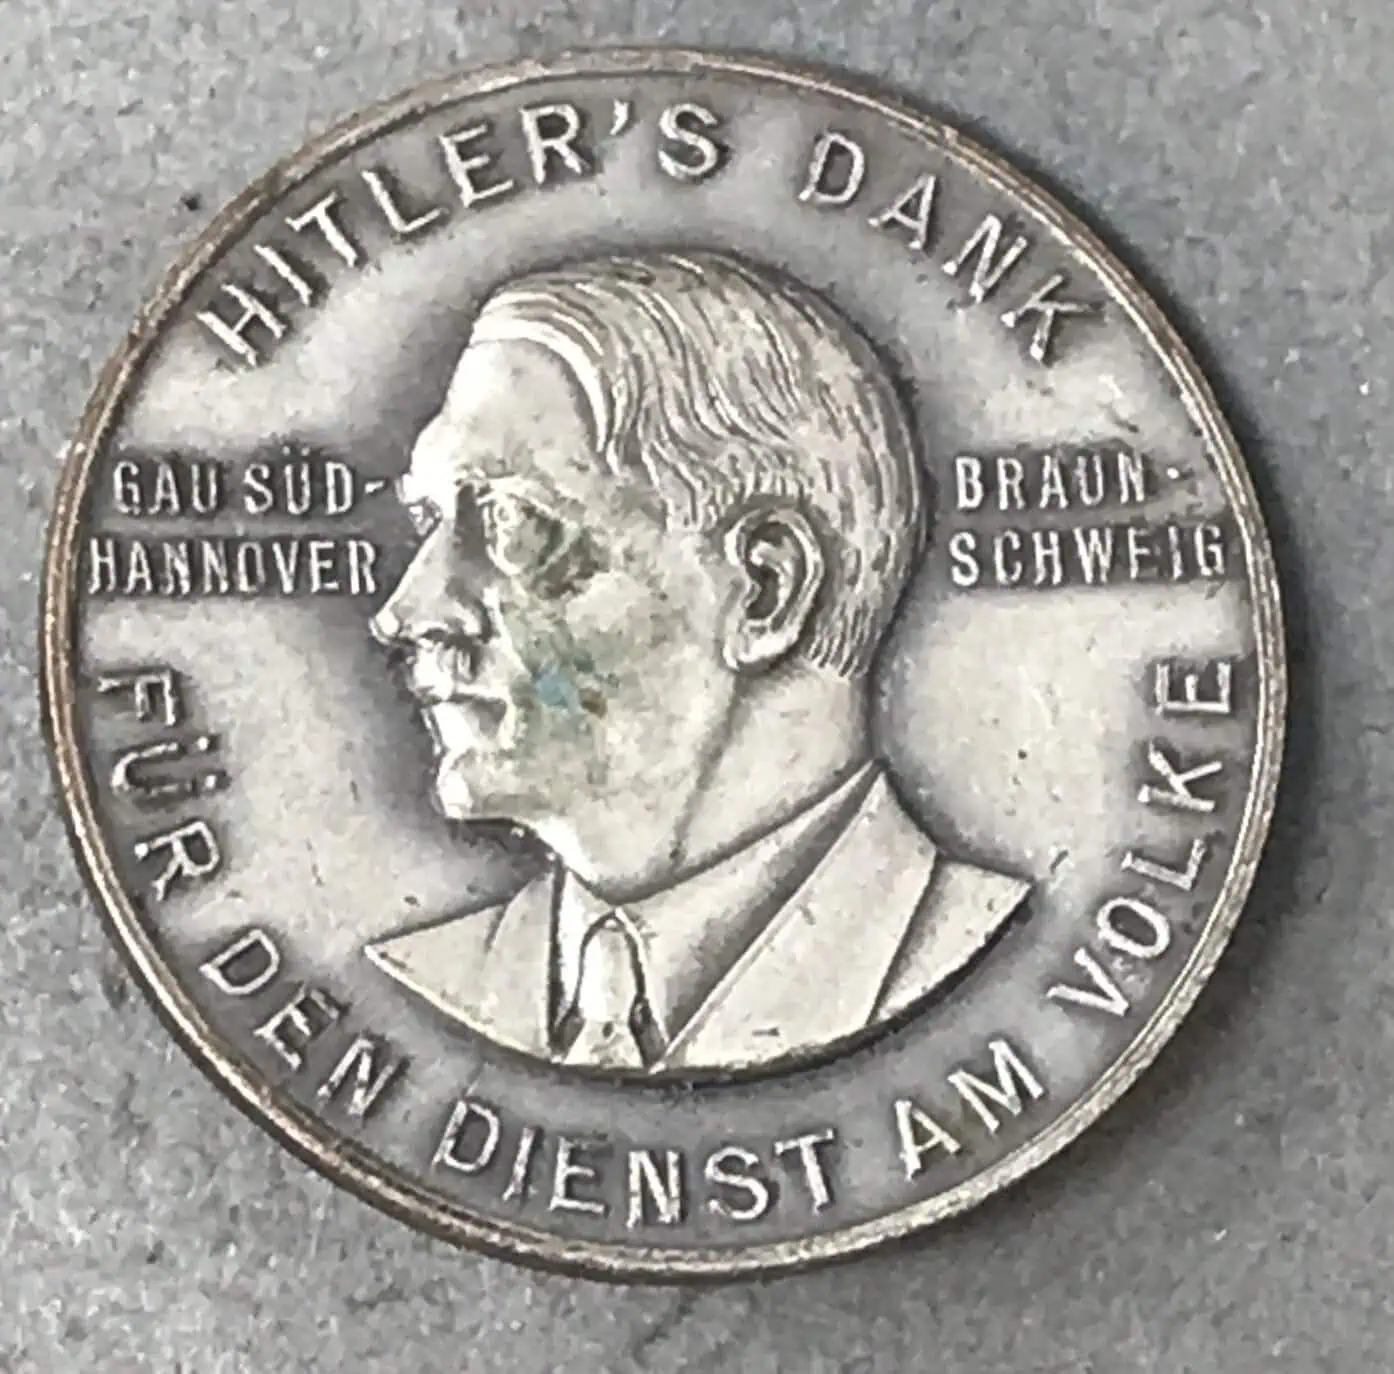 HITLER'S DANK
GAU SÜD-
HANNOVER
BRAUN-
SCHWEIG
FÜR DEN DIENST AM VOLKE